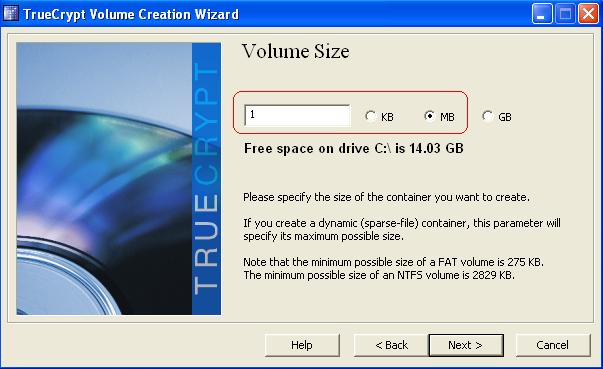 TrueCrypt Volume Creation Wizard
TRUECRYPT
Volume Size
1 KB MB GB
Free space on drive C:\ is 14.03 GB
Please specify the size of the container you want to create.
If you create a dynamic (sparse-file) container, this parameter will
specify its maximum possible size.
Note that the minimum possible size of a FAT volume is 275 KB.
The minimum possible size of an NTFS volume is 2829 KB.
Help < Back Next > Cancel